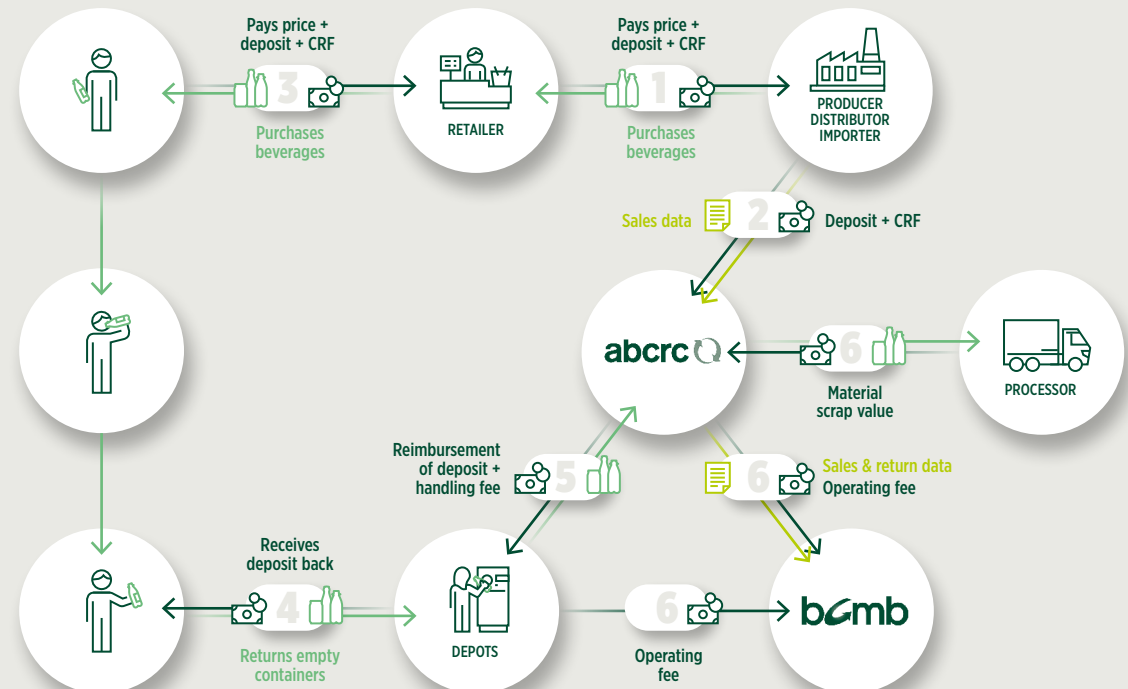 Pays price +
deposit + CRF
3
Purchases
beverages
RETAILER
Pays price +
deposit + CRF
1
Purchases
beverages
PRODUCER
DISTRIBUTOR
IMPORTER
Sales data
2
Deposit + CRF
abcrc
6
Material
scrap value
PROCESSOR
Reimbursement
of deposit +
handling fee
5
6
Sales & return data
Operating fee
Receives
deposit back
4
Returns empty
containers
DEPOTS
6
Operating
fee
bcmb